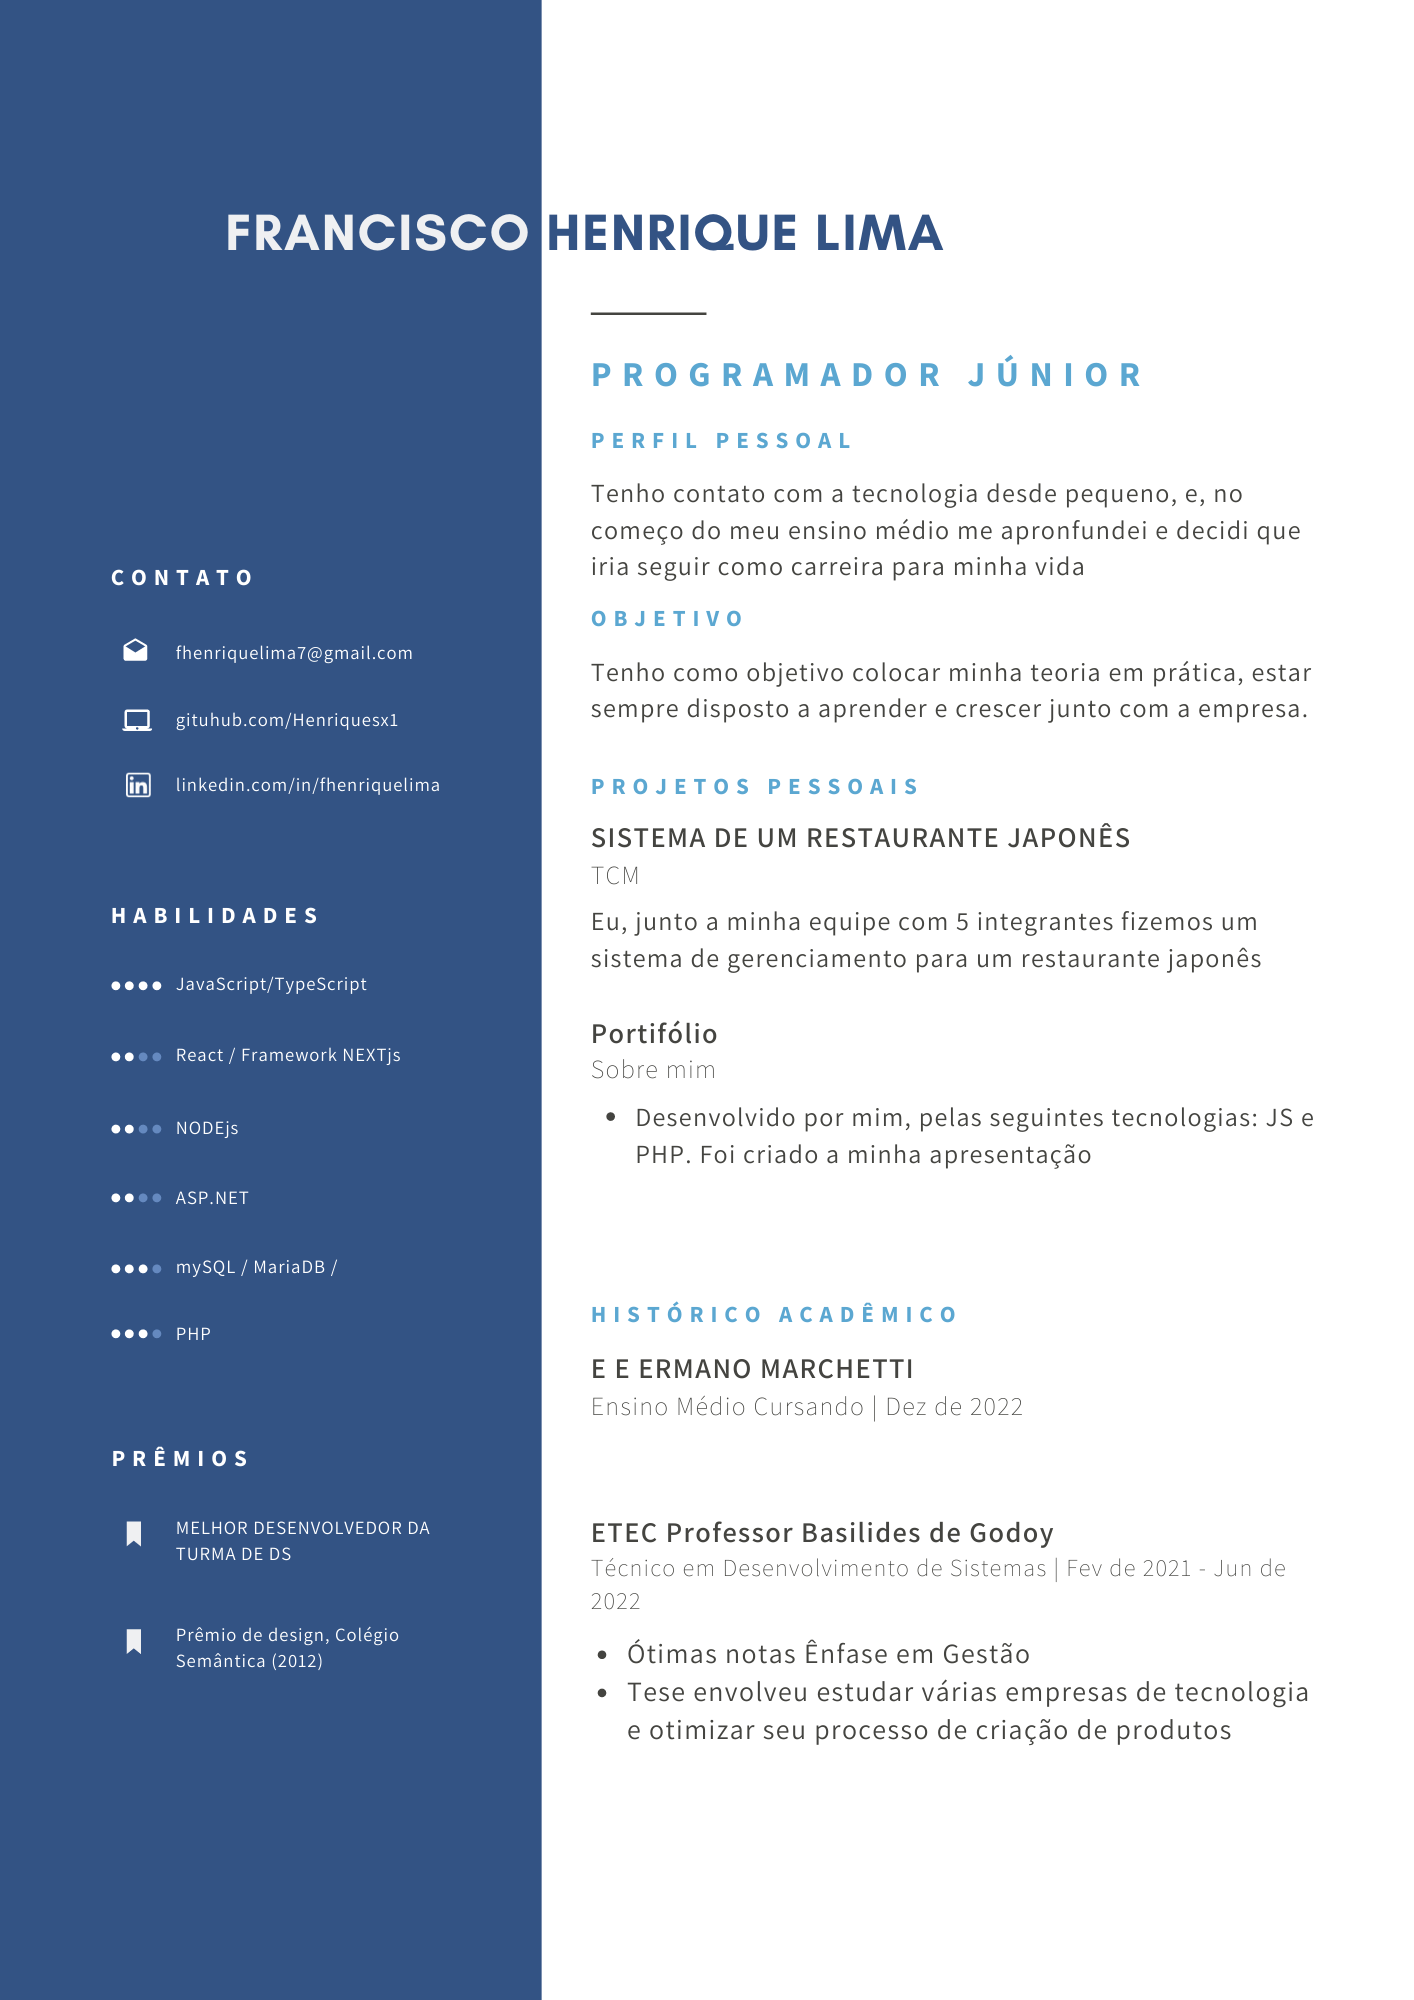 FRANCISCO HENRIQUE LIMA
CONTATO
fhenriquelima7@gmail.com
gituhub.com/Henriquesx1
linkedin.com/in/fhenriquelima
HABILIDADES
JavaScript/TypeScript
React / Framework NEXTjs
NODEjs
ASP.NET
mySQL / MariaDB /
PHP
PRÊMIOS
MELHOR DESENVOLVEDOR DA
TURMA DE DS
Prêmio de design, Colégio
Semântica (2012)
PROGRAMADOR JÚNIOR
PERFIL PESSOAL
Tenho contato com a tecnologia desde pequeno, e, no
começo do meu ensino médio me apronfundei e decidi que
iria seguir como carreira para minha vida
OBJETIVO
Tenho como objetivo colocar minha teoria em prática, estar
sempre disposto a aprender e crescer junto com a empresa.
PROJETOS PESSOAIS
SISTEMA DE UM RESTAURANTE JAPONÊS
TCM
Eu, junto a minha equipe com 5 integrantes fizemos um
sistema de gerenciamento para um restaurante japonês
Portifólio
Sobre mim
• Desenvolvido por mim, pelas seguintes tecnologias: JS e
PHP. Foi criado a minha apresentação
HISTÓRICO ACADÊMICO
E E ERMANO MARCHETTI
Ensino Médio Cursando | Dez de 2022
ETEC Professor Basilides de Godoy
Técnico em Desenvolvimento de Sistemas | Fev de 2021 - Jun de
2022
• Ótimas notas Ênfase em Gestão
• Tese envolveu estudar várias empresas de tecnologia
e otimizar seu processo de criação de produtos